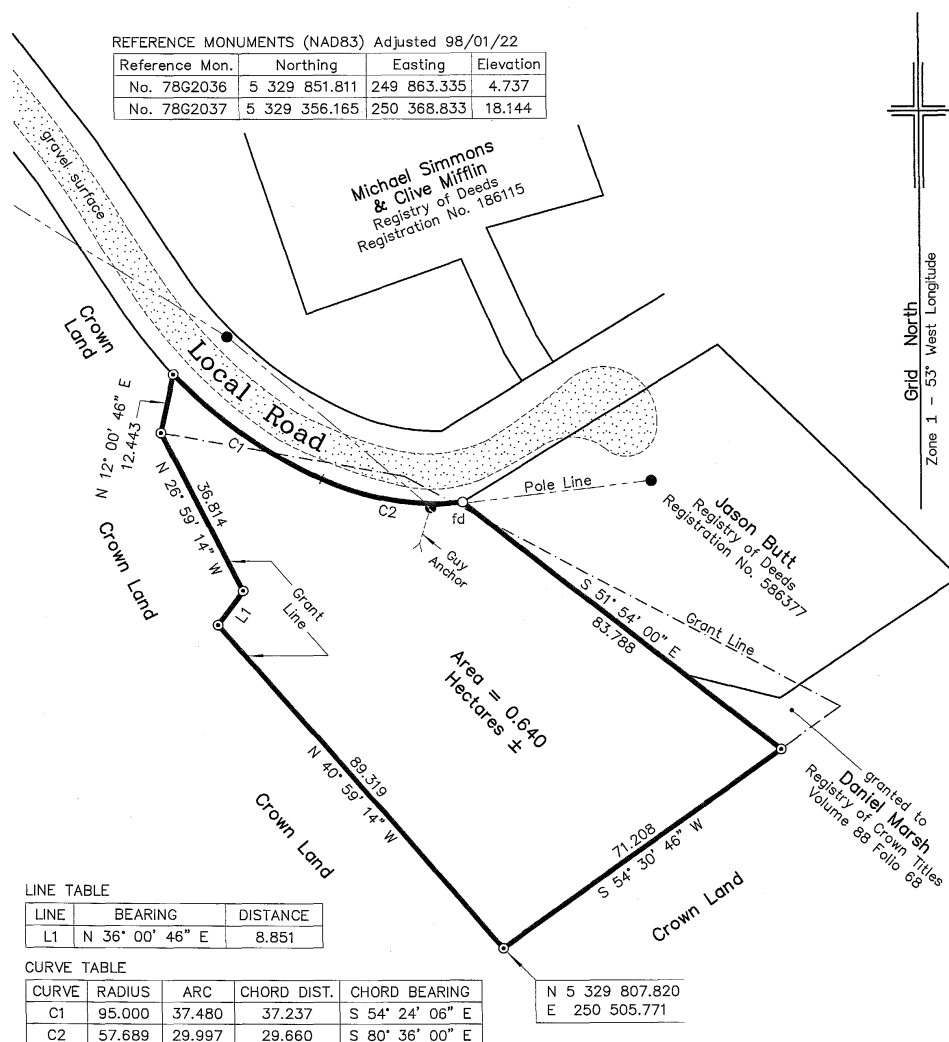 REFERENCE MONUMENTS (NAD83) Adjusted 98/01/22
Reference Mon. Northing Easting Elevation
No. 78G2036 5 329 851.811 249 863.335 4.737
No. 78G2037 5 329 356.165 250 368.833 18.144
gravel surface
Michael Simmons
& Clive Mifflin
Registry of Deeds
Registration No. 186115
Grid North
Zone 1 – 53° West Longitude
Crown
Land
Local Road
N 12° 00' 46" E
12.443
C1
36.814
N 26° 59' 14" W
C2
fd
Pole Line
Guy
Anchor
Jason Butt
Registry of Deeds
Registration No. 586377
Crown Land
Grant
Line
L1
S 51° 54' 00" E
83.788
Grant Line
Area = 0.640
Hectares ±
granted to
Daniel Marsh
Registry of Crown Titles
Volume 88 Folio 68
89.319
N 40° 59' 14" W
Crown Land
71.208
S 54° 30' 46" W
Crown Land
LINE TABLE
LINE BEARING DISTANCE
L1 N 36° 00' 46" E 8.851
CURVE TABLE
CURVE RADIUS ARC CHORD DIST. CHORD BEARING
C1 95.000 37.480 37.237 S 54° 24' 06" E
C2 57.689 29.997 29.660 S 80° 36' 00" E
N 5 329 807.820
E 250 505.771